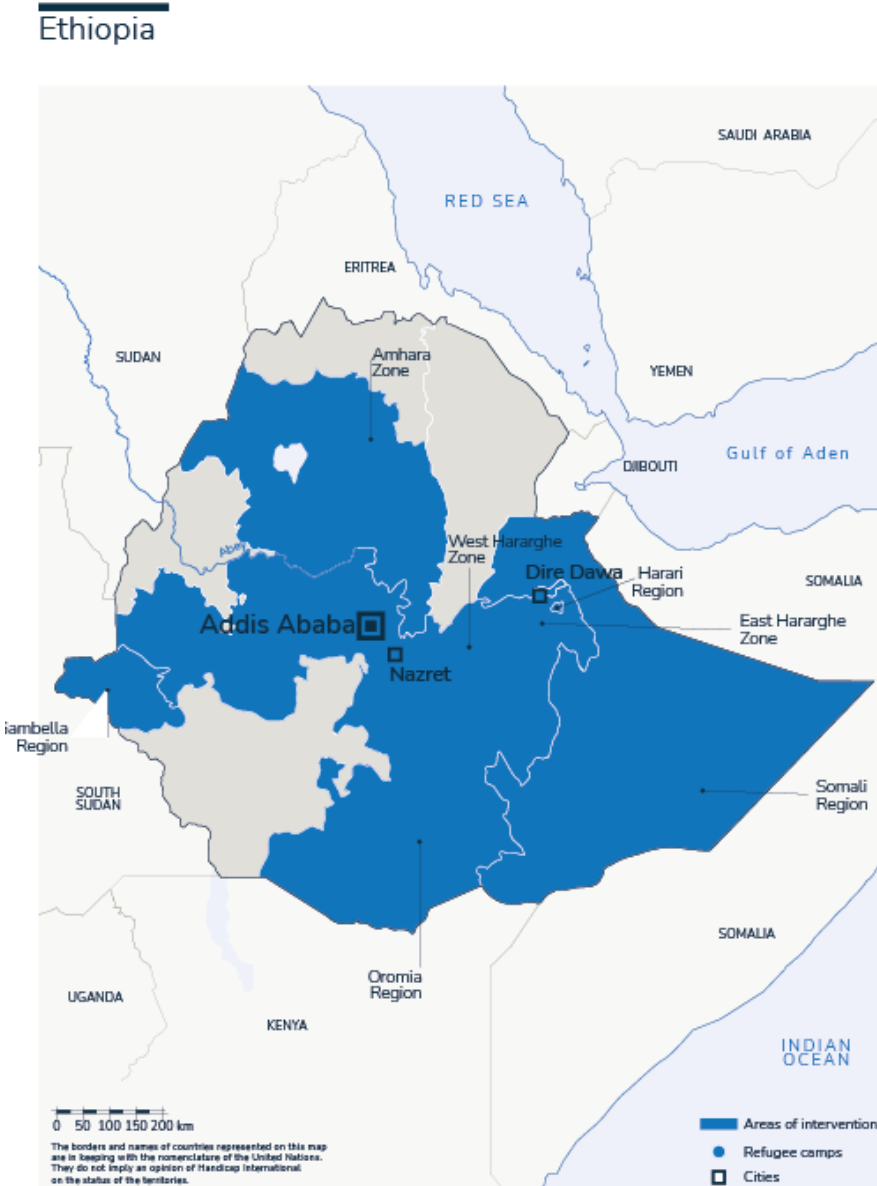 Ethiopia
SAUDI ARABIA
RED SEA
ERITREA
SUDAN
Amhara
Zone
YEMEN
Gulf of Aden
DJIBOUTI
West Hararghe
Zone
Abay
Dire Dawa
Harari
Region
SOMALIA
Addis Ababa
East Hararghe
Zone
Nazret
ambella
Region
SOUTH
SUDAN
Somali
Region
SOMALIA
Oromia
Region
UGANDA
KENYA
INDIAN
OCEAN
0 50 100 150 200 km
The borders and names of countries represented on this map
are in keeping with the nomenclature of the United Nations.
They do not imply an opinion of Handicap International
on the status of the territories.
Areas of intervention
Refugee camps
Cities